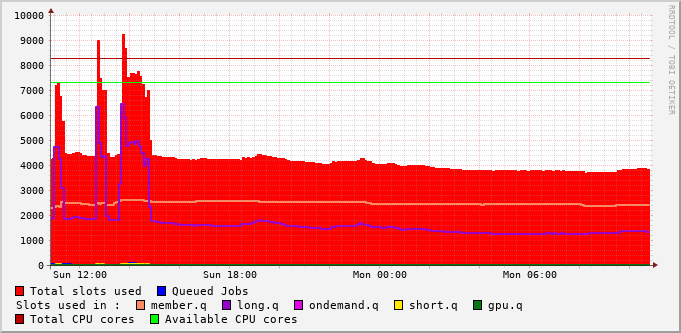 RRDTOOL / TOBI OETIKER
10000
9000
8000
7000
6000
5000
4000
3000
2000
1000
0
Sun 12:00 Sun 18:00 Mon 00:00 Mon 06:00
Total slots used Queued Jobs
Slots used in : member.q long.q ondemand.q short.q gpu.q
Total CPU cores Available CPU cores